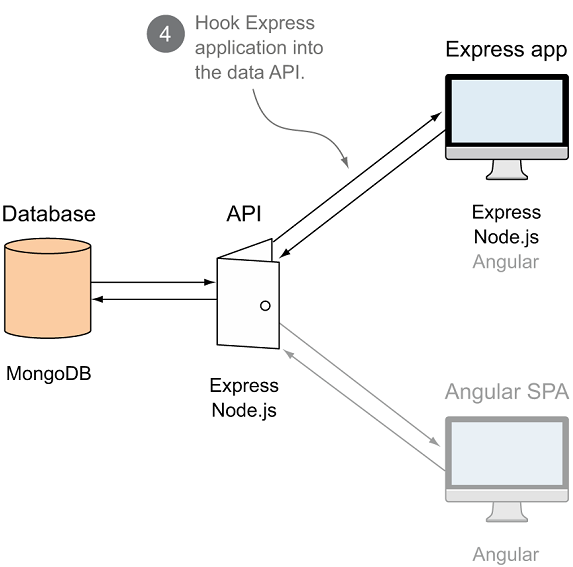 4
Hook Express
application into
the data API.
Express app
Express
Node.js
Angular
Database
MongoDB
API
Express
Node.js
Angular SPA
Angular